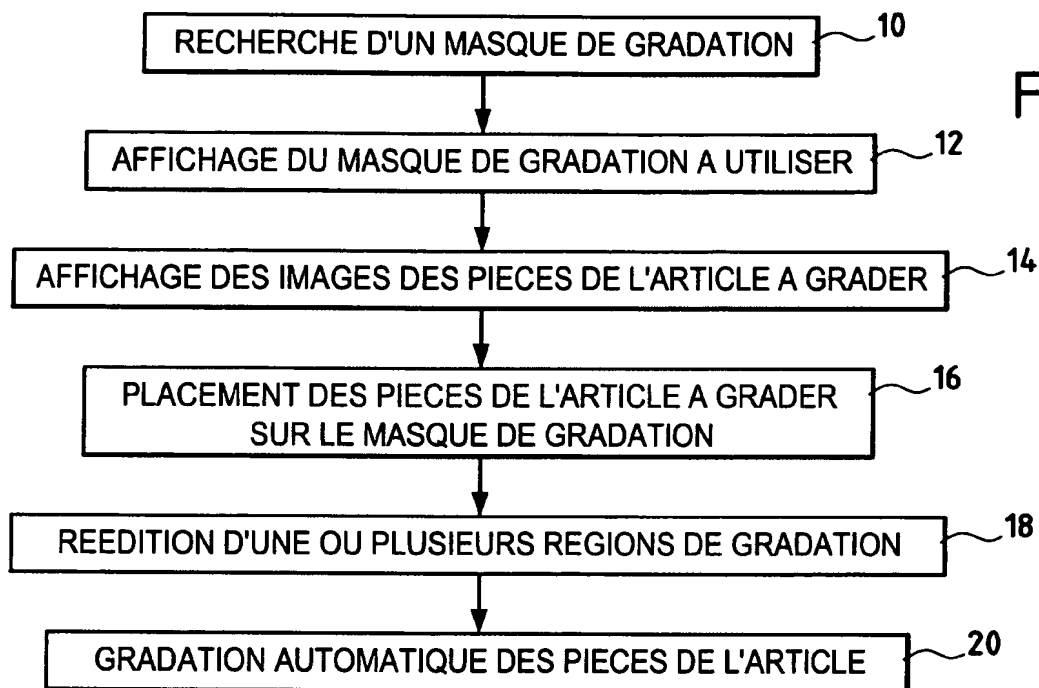 RECHERCHE D'UN MASQUE DE GRADATION
10
F
AFFICHAGE DU MASQUE DE GRADATION A UTILISER
12
AFFICHAGE DES IMAGES DES PIECES DE L'ARTICLE A GRADER
14
PLACEMENT DES PIECES DE L'ARTICLE A GRADER
SUR LE MASQUE DE GRADATION
16
REEDITION D'UNE OU PLUSIEURS REGIONS DE GRADATION
18
GRADATION AUTOMATIQUE DES PIECES DE L'ARTICLE
20